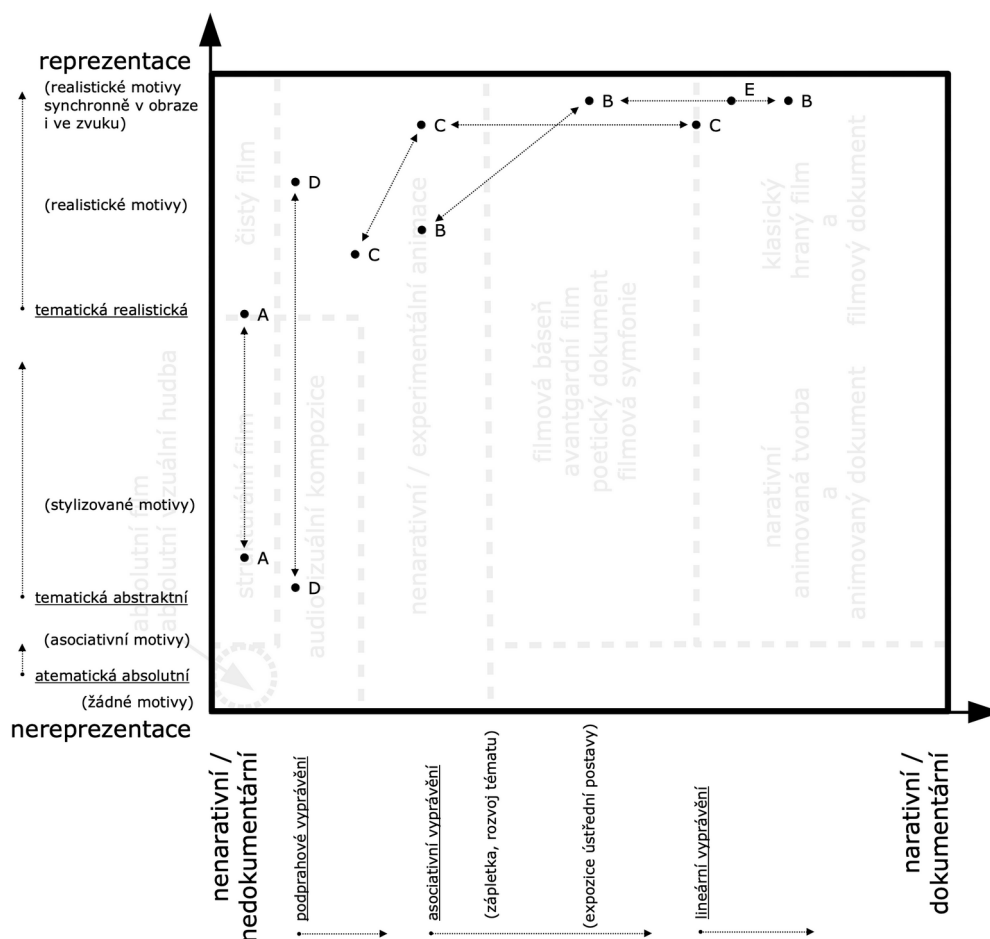 reprezentace
(realistické motivy
synchronně v obraze
i ve zvuku)
(realistické motivy)
tematická realistická
(stylizované motivy)
tematická abstraktní
(asociativní motivy)
atematická absolutní
(žádné motivy)
nereprezentace
E
B
B
C
C
D
B
C
A
A
D
absolutní film
absolutní vizuální hudba
čistý film
strukturální film
audiovizuální kompozice
nenarativní / experimentální animace
filmová báseň
avantgardní film
poetický dokument
filmová symfonie
klasický
hraný film
a
filmový dokument
narativní
animovaná tvorba
a
animovaný dokument
nenarativní /
nedokumentární
podprahové vyprávění
asociativní vyprávění
(zápletka, rozvoj tématu)
(expozice ústřední postavy)
lineární vyprávění
narativní /
dokumentární